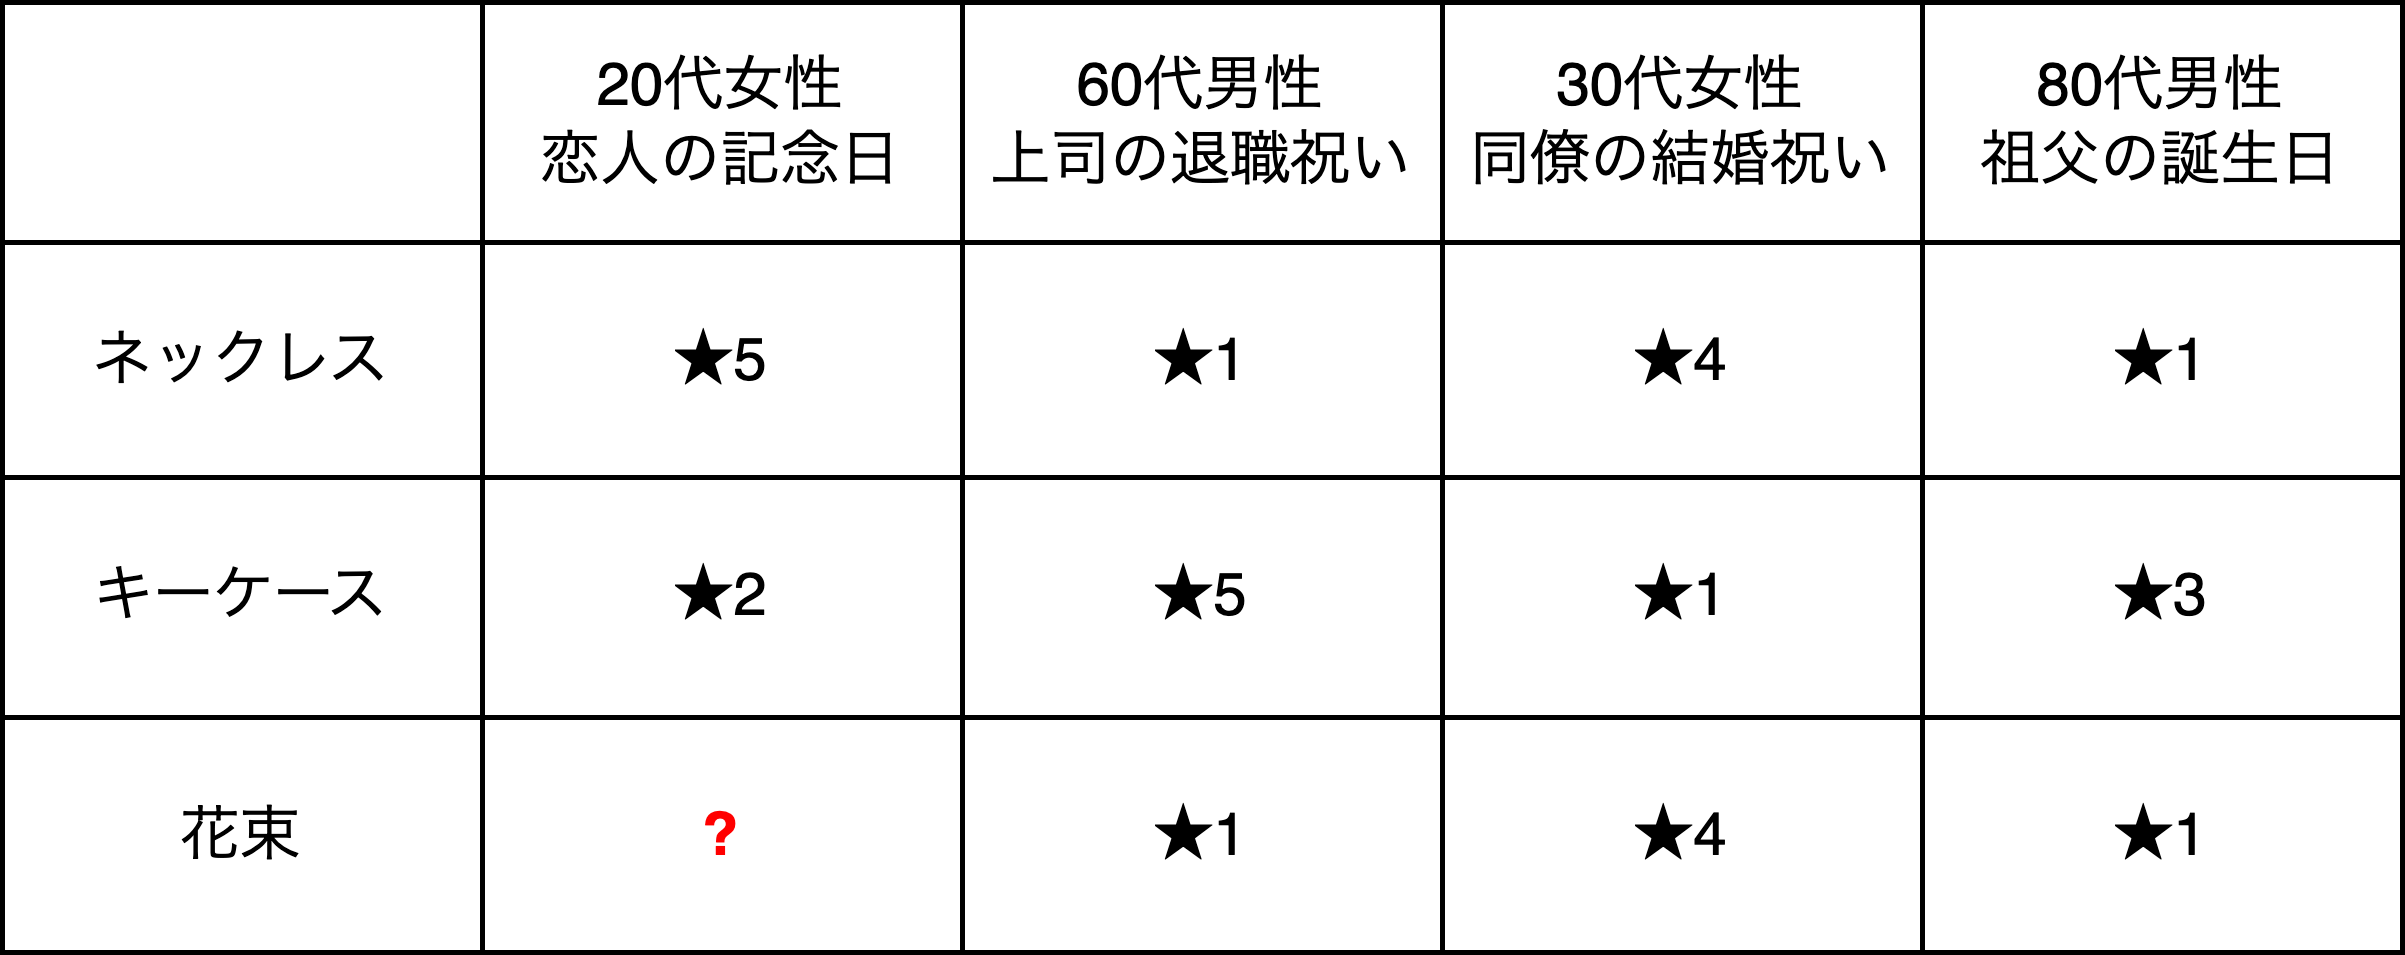 20代女性
恋人の記念日
60代男性
上司の退職祝い
30代女性
同僚の結婚祝い
80代男性
祖父の誕生日
ネックレス
★5
★1
★4
★1
キーケース
★2
★5
★1
★3
花束
?
★1
★4
★1